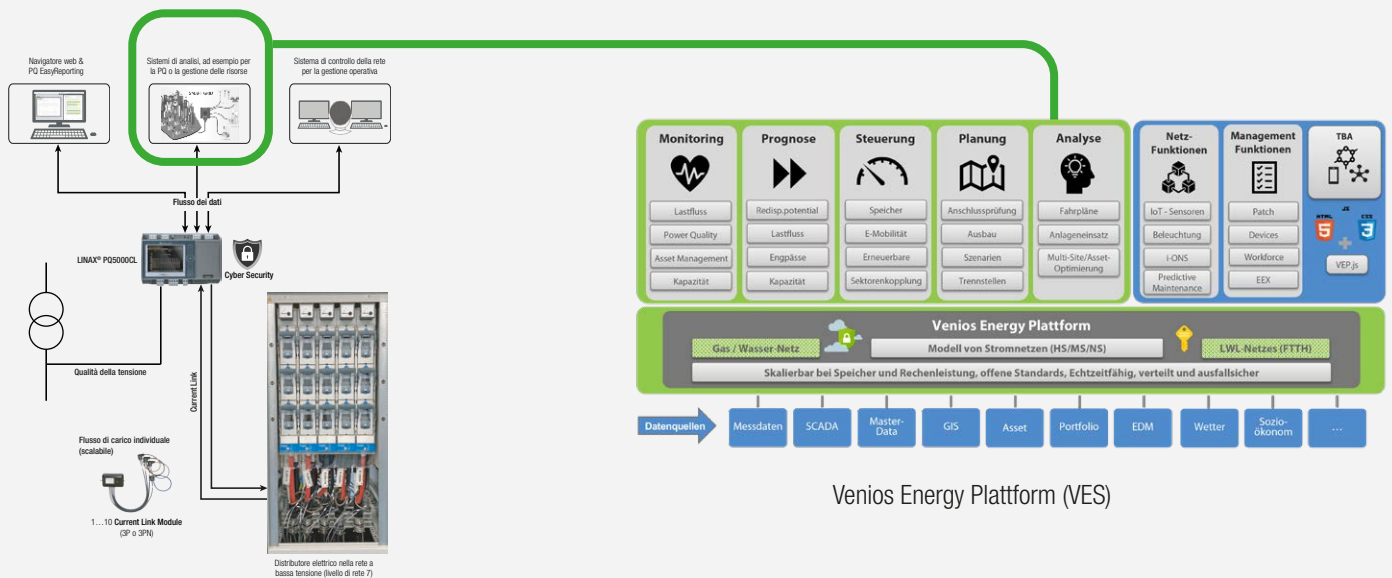 Navigatore web &
PQ EasyReporting
Sistemi di analisi, ad esempio per
la PQ o la gestione delle risorse
Sistema di controllo della rete
per la gestione operativa
SMART GRID
Flusso dei dati
LINAX® PQ5000CL
Cyber Security
Qualità della tensione
Current Link
Flusso di carico individuale
(scalabile)
1…10 Current Link Module
(3P o 3PN)
Distributore elettrico nella rete a
bassa tensione (livello di rete 7)
Monitoring
Lastfluss
Power Quality
Asset Management
Kapazität
Prognose
Redisp.potential
Lastfluss
Engpässe
Kapazität
Steuerung
Speicher
E-Mobilität
Erneuerbare
Sektorenkopplung
Planung
Anschlussprüfung
Ausbau
Szenarien
Trennstellen
Analyse
Fahrpläne
Anlageneinsatz
Multi-Site/Asset-
Optimierung
Netz-
Funktionen
IoT - Sensoren
Beleuchtung
i-ONS
Predictive
Maintenance
Management
Funktionen
Patch
Devices
Workforce
EEX
TBA
HTML
5
JS
CSS
3
VEP.js
Venios Energy Plattform
Gas / Wasser-Netz
Modell von Stromnetzen (HS/MS/NS)
LWL-Netzes (FTTH)
Skalierbar bei Speicher und Rechenleistung, offene Standards, Echtzeitfähig, verteilt und ausfallsicher
Datenquellen
Messdaten
SCADA
Master-
Data
GIS
Asset
Portfolio
EDM
Wetter
Sozio-
ökonom
…
Venios Energy Plattform (VES)